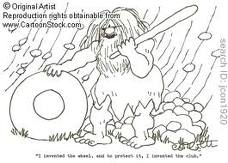 © Original Artist
Reproduction rights obtainable from
www.CartoonStock.com
search ID: jcon1920
"I invented the wheel, and to protect it, I invented the club."